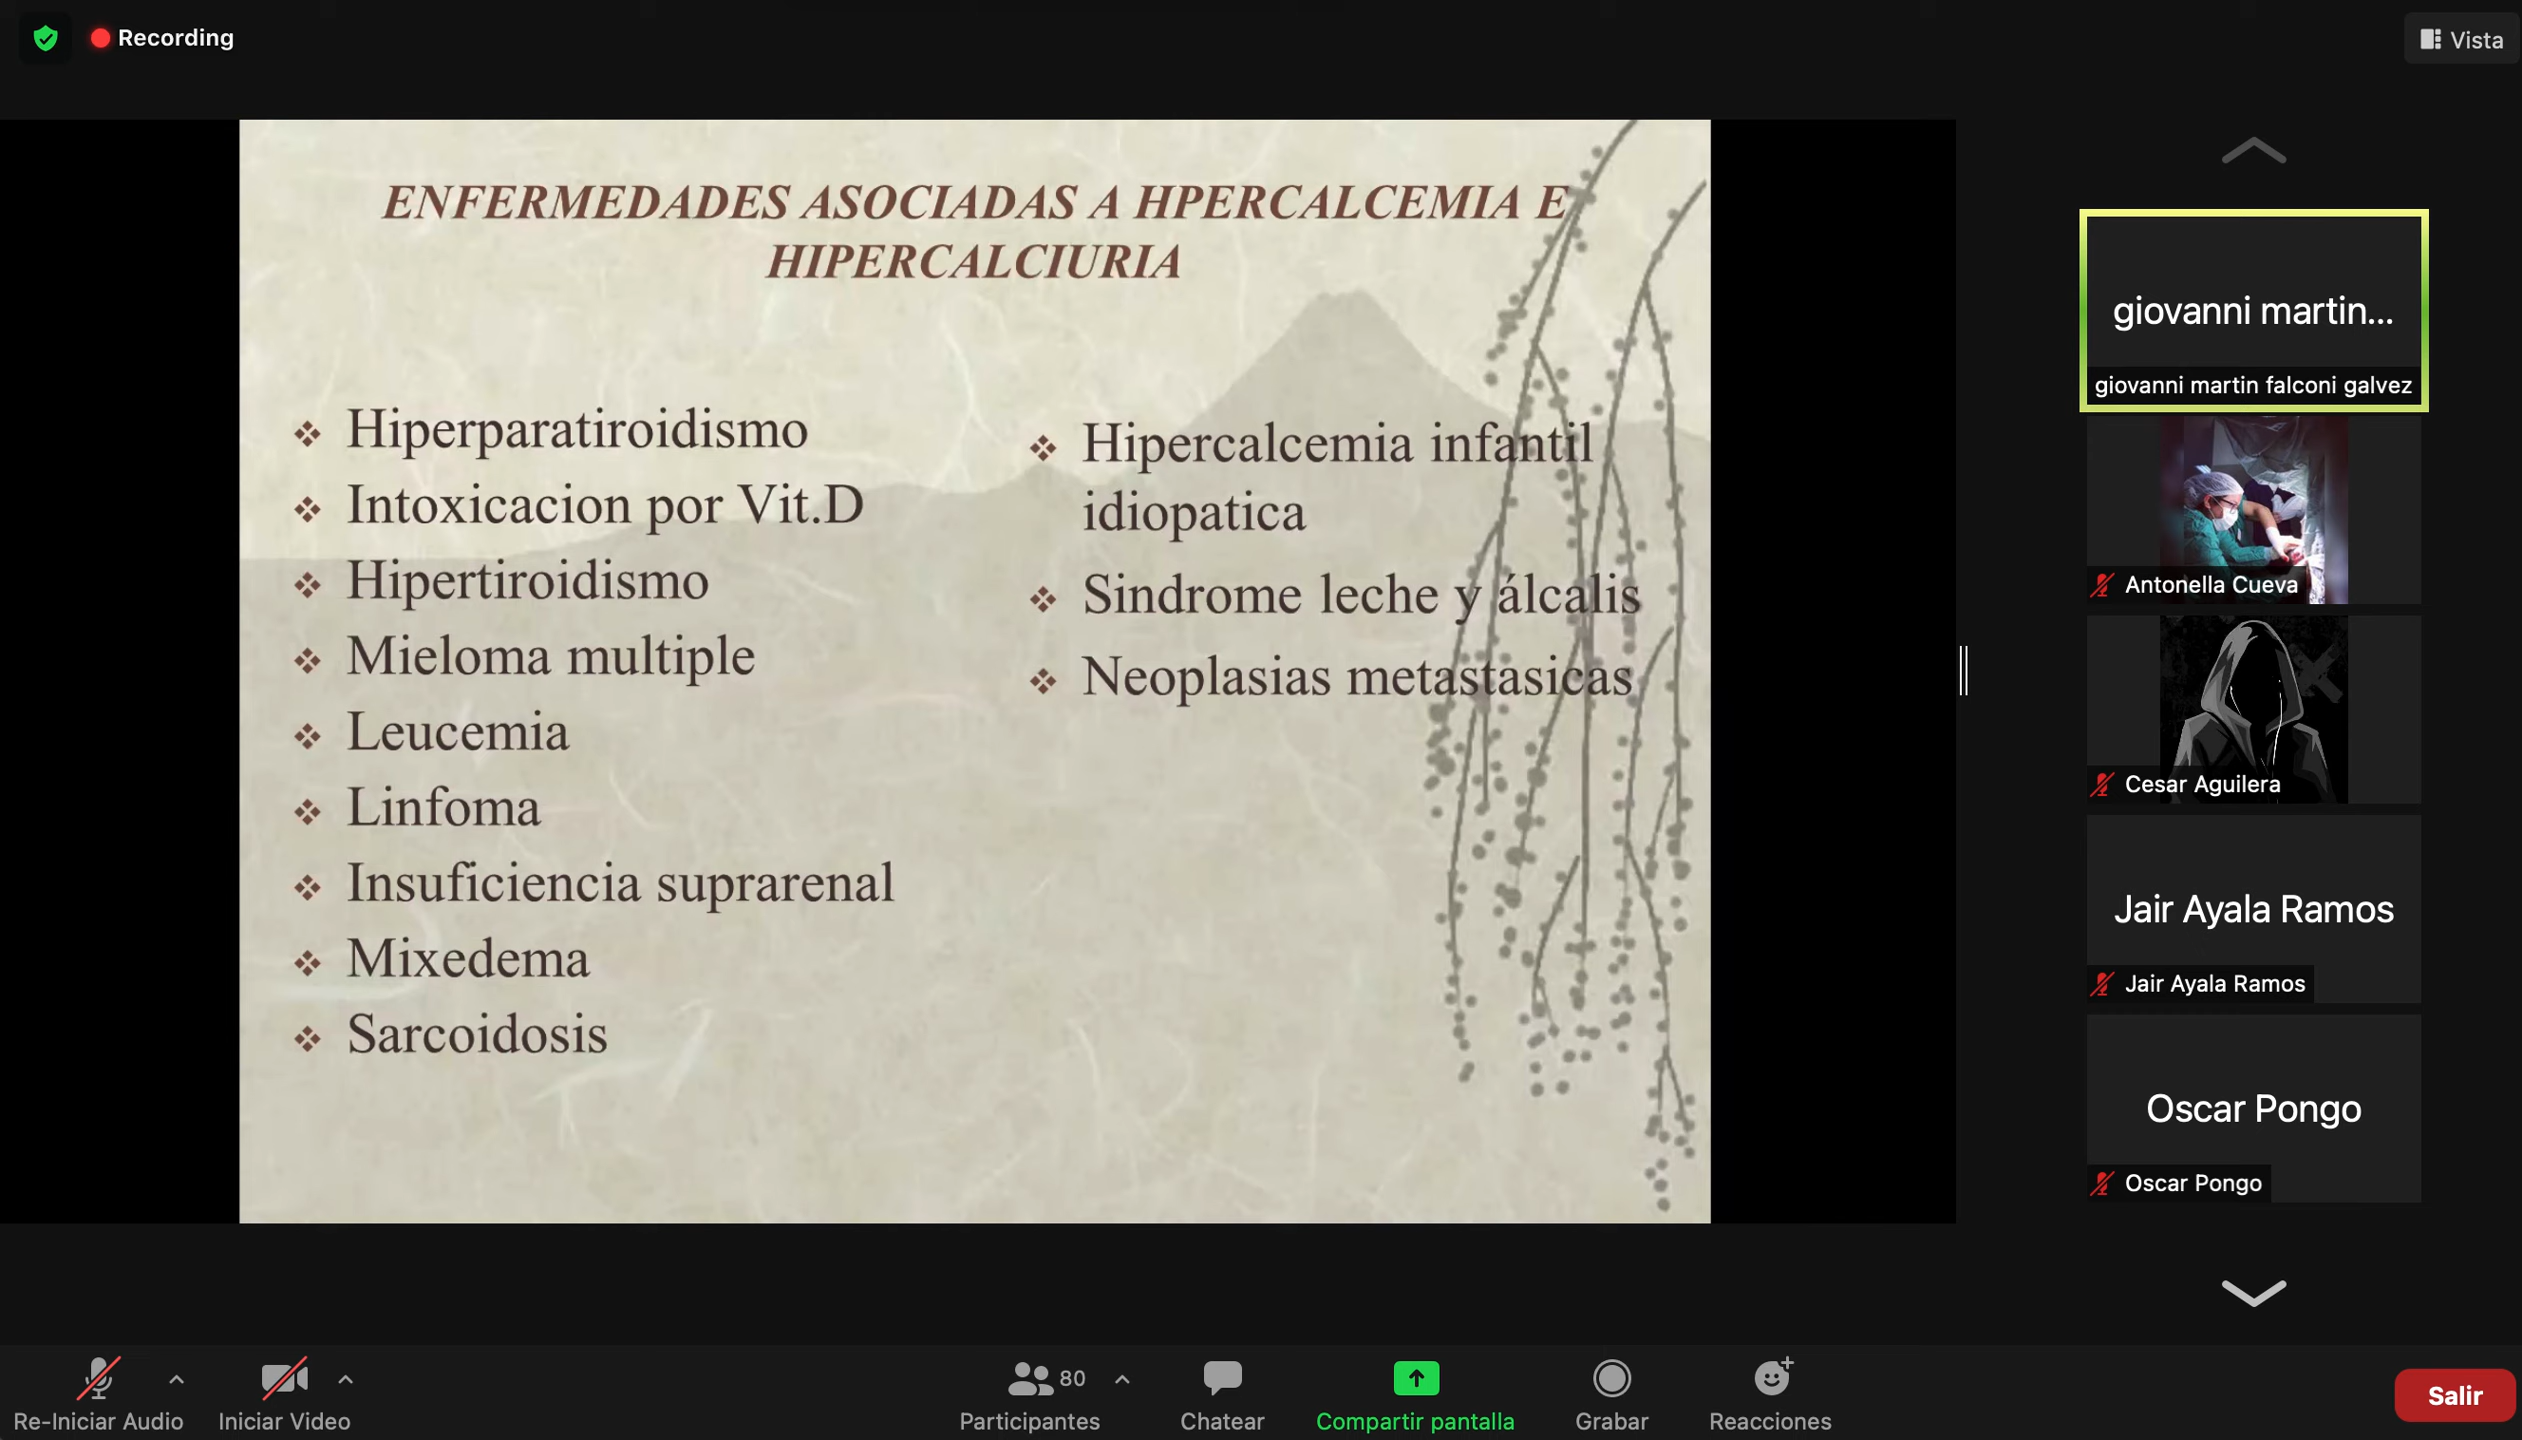 Recording
Vista
ENFERMEDADES ASOCIADAS A HPERCALCEMIA E
HIPERCALCIURIA
Hiperparatiroidismo
Intoxicacion por Vit.D
Hipertiroidismo
Mieloma multiple
Leucemia
Linfoma
Insuficiencia suprarenal
Mixedema
Sarcoidosis
Hipercalcemia infantil
idiopatica
Sindrome leche y álcalis
Neoplasias metastasicas
giovanni martin...
giovanni martin falconi galvez
Antonella Cueva
Cesar Aguilera
Jair Ayala Ramos
Jair Ayala Ramos
Oscar Pongo
Oscar Pongo
Re-Iniciar Audio
Iniciar Video
80
Participantes
Chatear
Compartir pantalla
Grabar
Reacciones
Salir